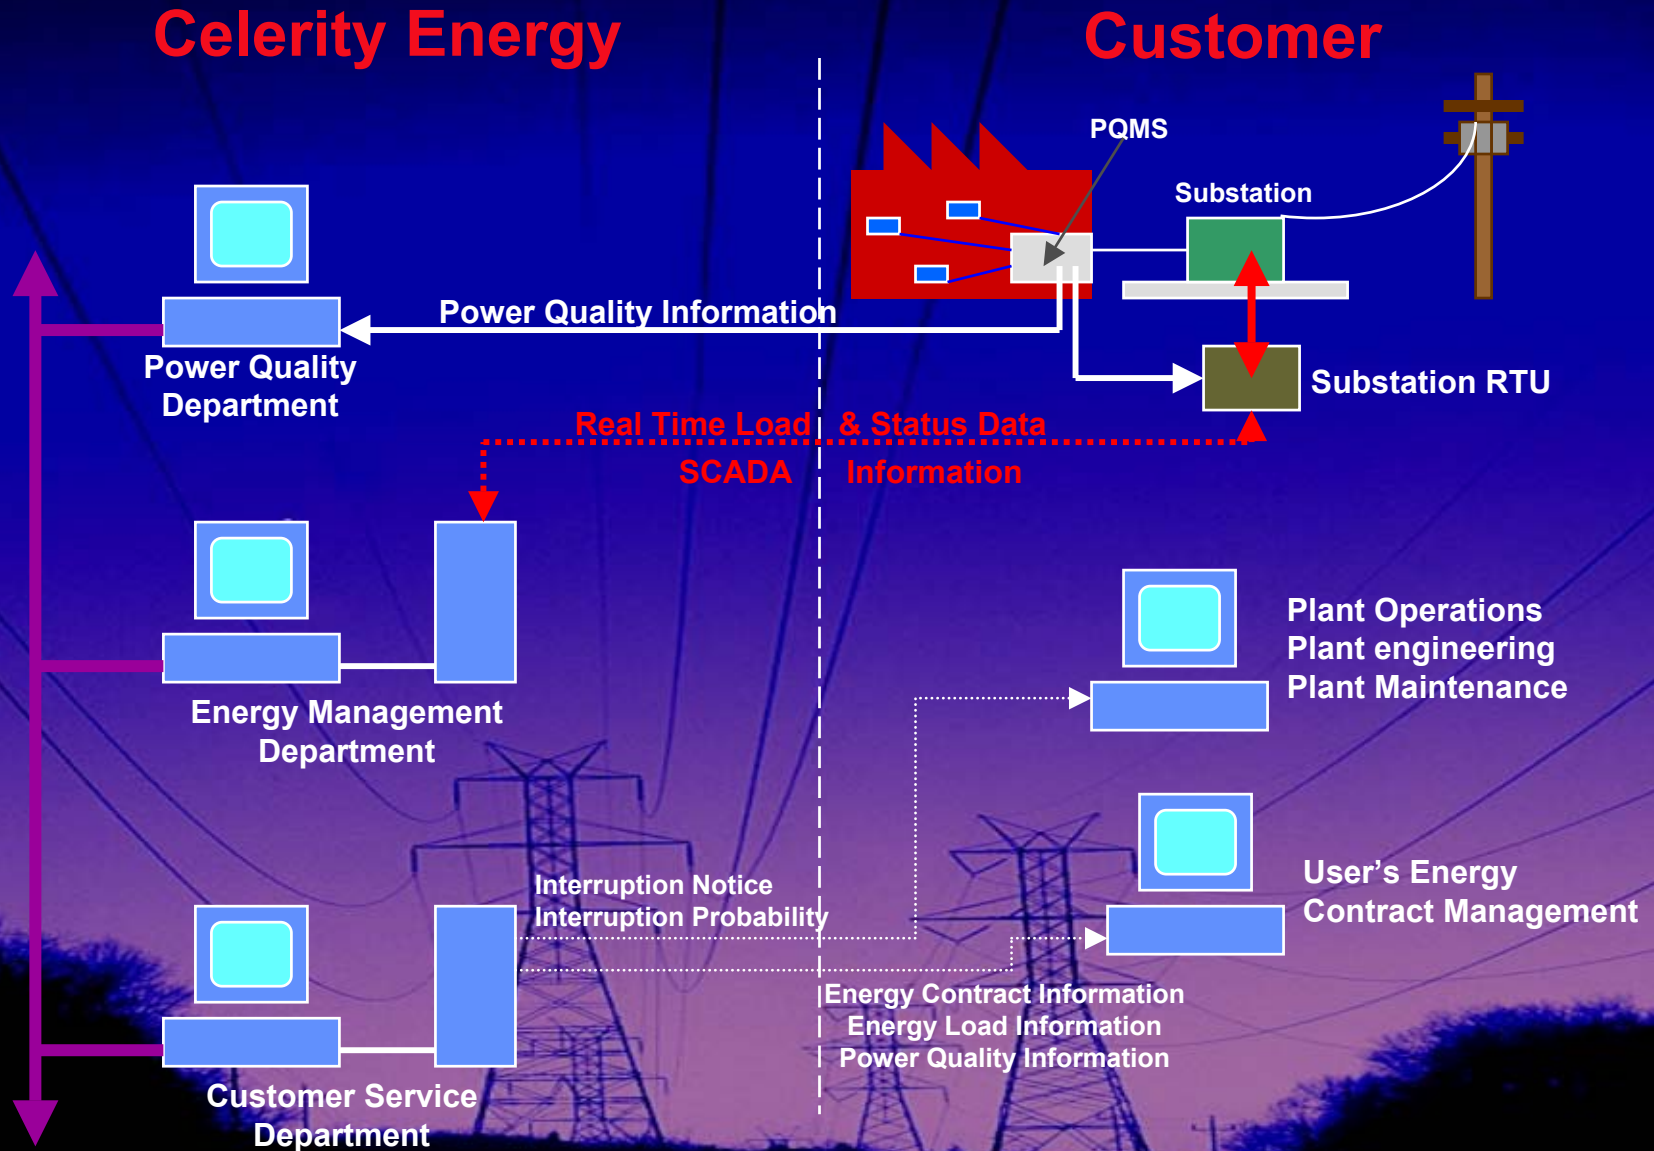 Celerity Energy
Customer
PQMS
Substation
Power Quality Information
Power Quality
Department
Substation RTU
Real Time Load & Status Data
SCADA Information
Energy Management
Department
Plant Operations
Plant engineering
Plant Maintenance
Interruption Notice
Interruption Probability
User's Energy
Contract Management
Energy Contract Information
Energy Load Information
Power Quality Information
Customer Service
Department